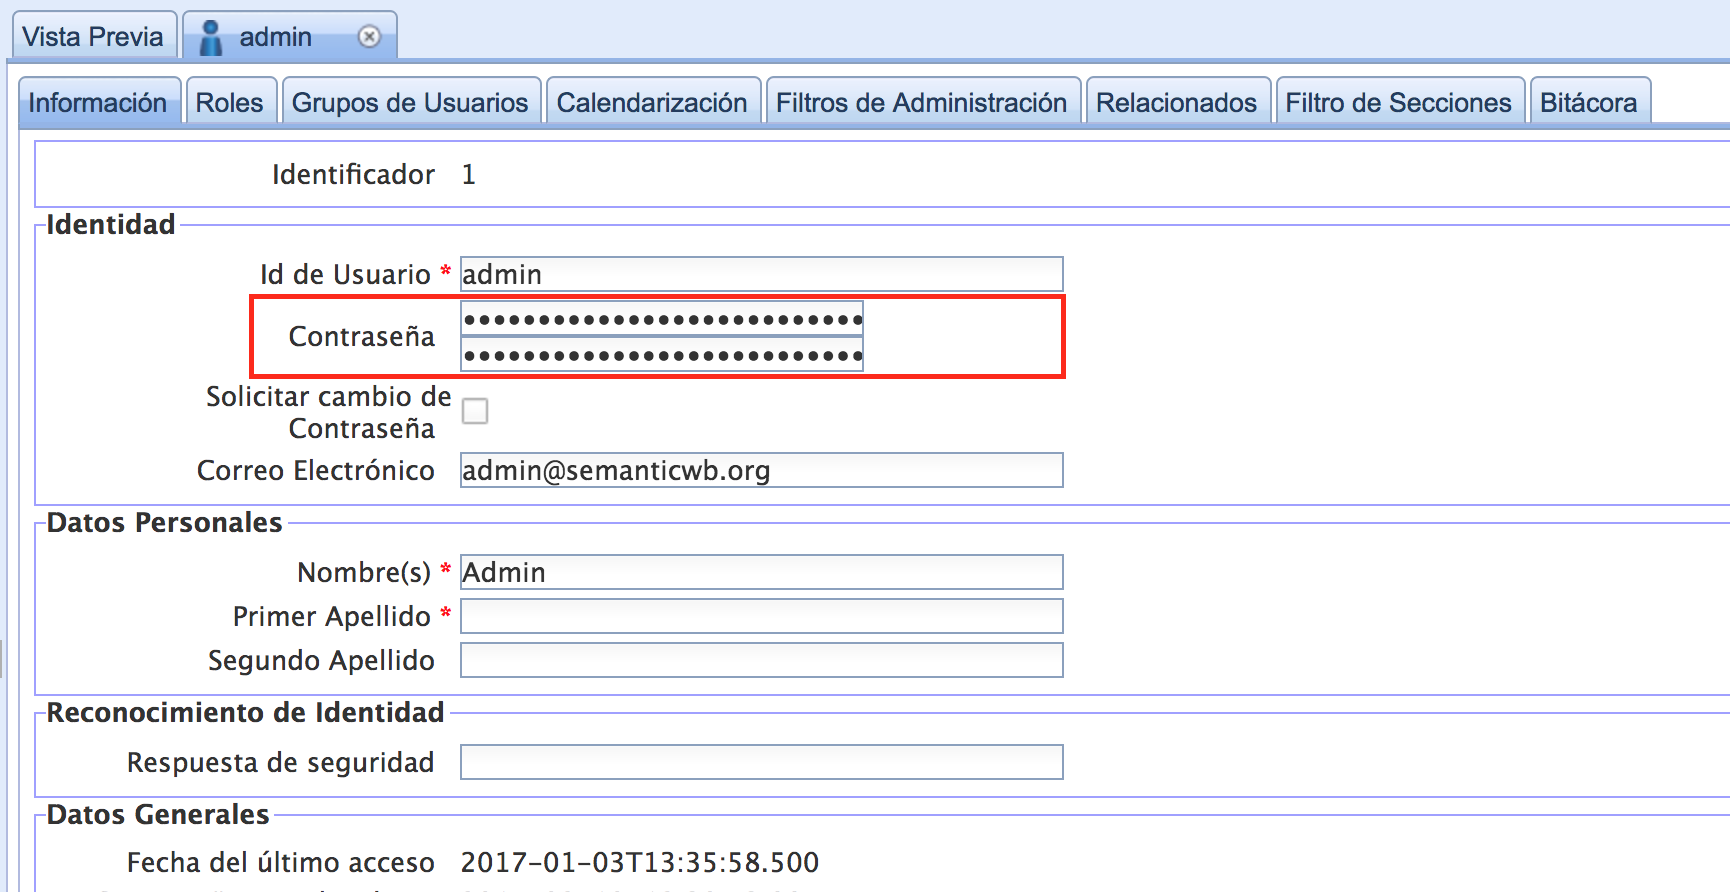 Vista Previa admin
Información Roles Grupos de Usuarios Calendarización Filtros de Administración Relacionados Filtro de Secciones Bitácora
Identificador 1
Identidad
Id de Usuario * admin
Contraseña ••••••••••••••••••••••••••• 
•••••••••••••••••••••••••••
Solicitar cambio de
Contraseña
Correo Electrónico admin@semanticwb.org
Datos Personales
Nombre(s) * Admin
Primer Apellido *
Segundo Apellido
Reconocimiento de Identidad
Respuesta de seguridad
Datos Generales
Fecha del último acceso 2017-01-03T13:35:58.500